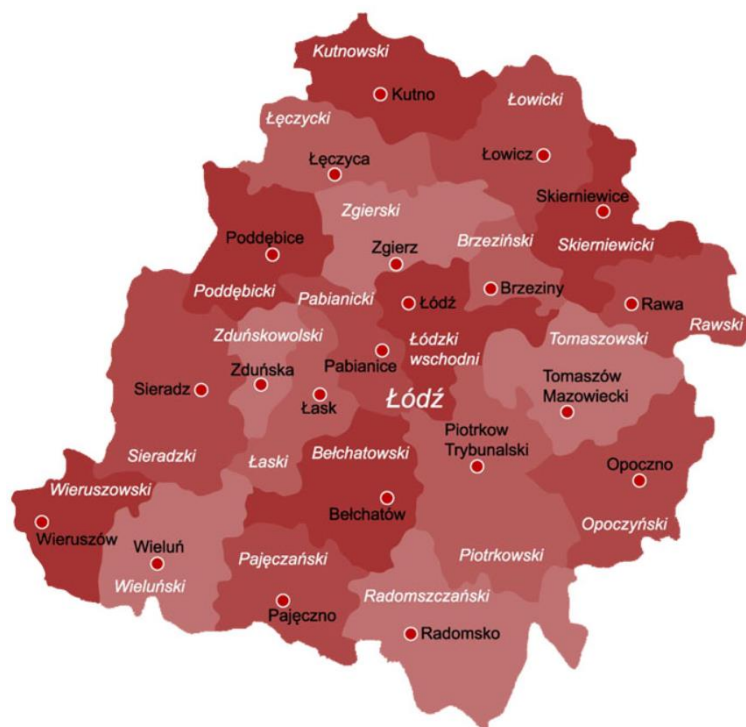 Kutnowski
Kutno
Łowicki
Łęczycki
Łęczyca
Łowicz
Skierniewice
Zgierski
Poddębice
Zgierz
Brzeziński
Skierniewicki
Poddębicki
Pabianicki
Łódź
Brzeziny
Rawa
Rawski
Zduńskowolski
Łódzki
wschodni
Tomaszowski
Pabianice
Sieradz
Zduńska
Łask
Łódź
Tomaszów
Mazowiecki
Sieradzki
Łaski
Bełchatowski
Piotrkow
Trybunalski
Opoczno
Wieruszowski
Wieruszów
Bełchatów
Opoczyński
Wieluń
Wieluński
Pajęczański
Piotrkowski
Pajęczno
Radomszczański
Radomsko